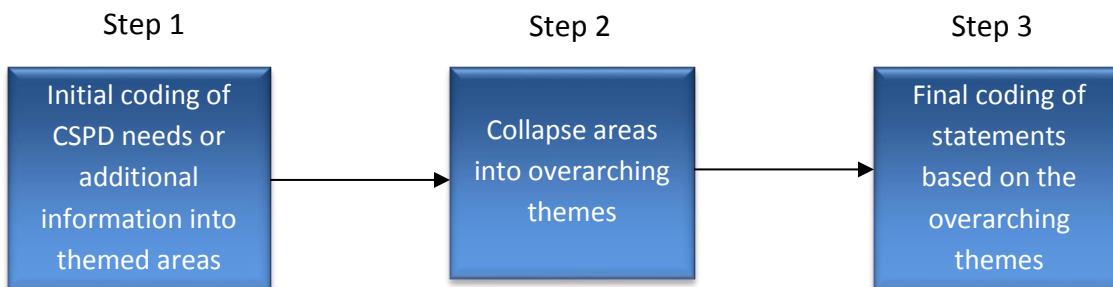 Step 1
Step 2
Step 3
Initial coding of
CSPD needs or
additional
information into
themed areas
Collapse areas
into overarching
themes
Final coding of
statements
based on the
overarching
themes